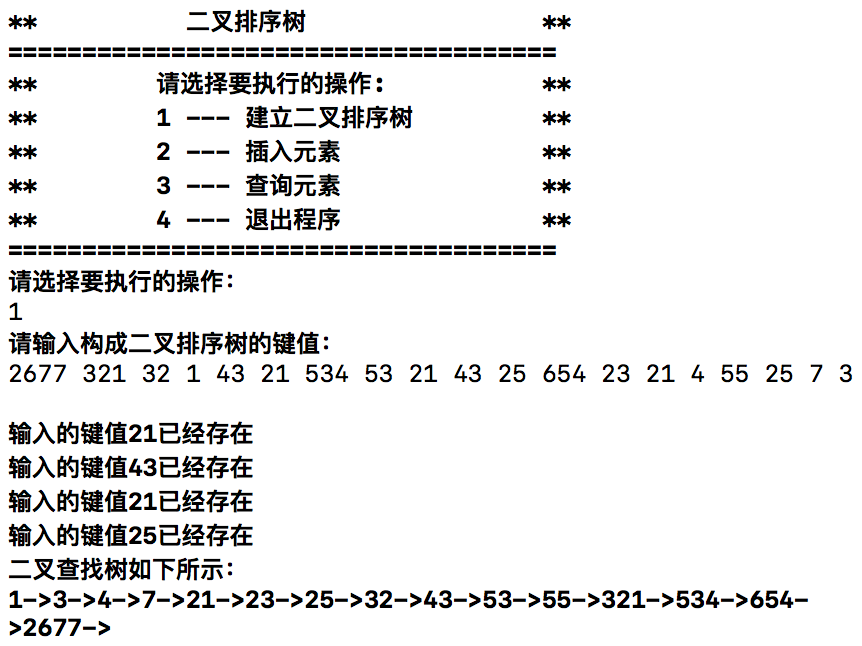 **          二叉排序树                **
=====================================
**        请选择要执行的操作:           **
**        1 --- 建立二叉排序树         **
**        2 --- 插入元素              **
**        3 --- 查询元素              **
**        4 --- 退出程序              **
=====================================
请选择要执行的操作:
1
请输入构成二叉排序树的键值:
2677 321 32 1 43 21 534 53 21 43 25 654 23 21 4 55 25 7 3
输入的键值21已经存在
输入的键值43已经存在
输入的键值21已经存在
输入的键值25已经存在
二叉查找树如下所示:
1->3->4->7->21->23->25->32->43->53->55->321->534->654-
>2677->